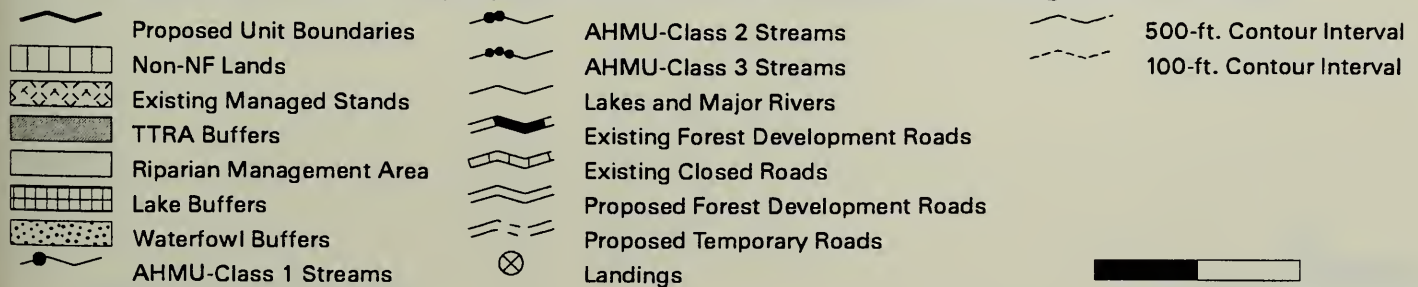 Proposed Unit Boundaries
Non-NF Lands
Existing Managed Stands
TTRA Buffers
Riparian Management Area
Lake Buffers
Waterfowl Buffers
AHMU-Class 1 Streams
AHMU-Class 2 Streams
AHMU-Class 3 Streams
Lakes and Major Rivers
Existing Forest Development Roads
Existing Closed Roads
Proposed Forest Development Roads
Proposed Temporary Roads
Landings
500-ft. Contour Interval
100-ft. Contour Interval